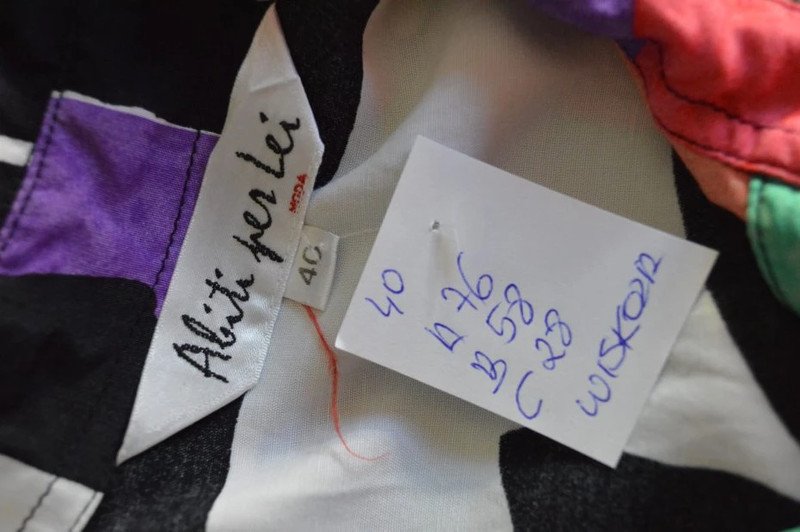 Abiti per Lei
MODA
40
40
A 76
B 58
C 28
WISKOZA